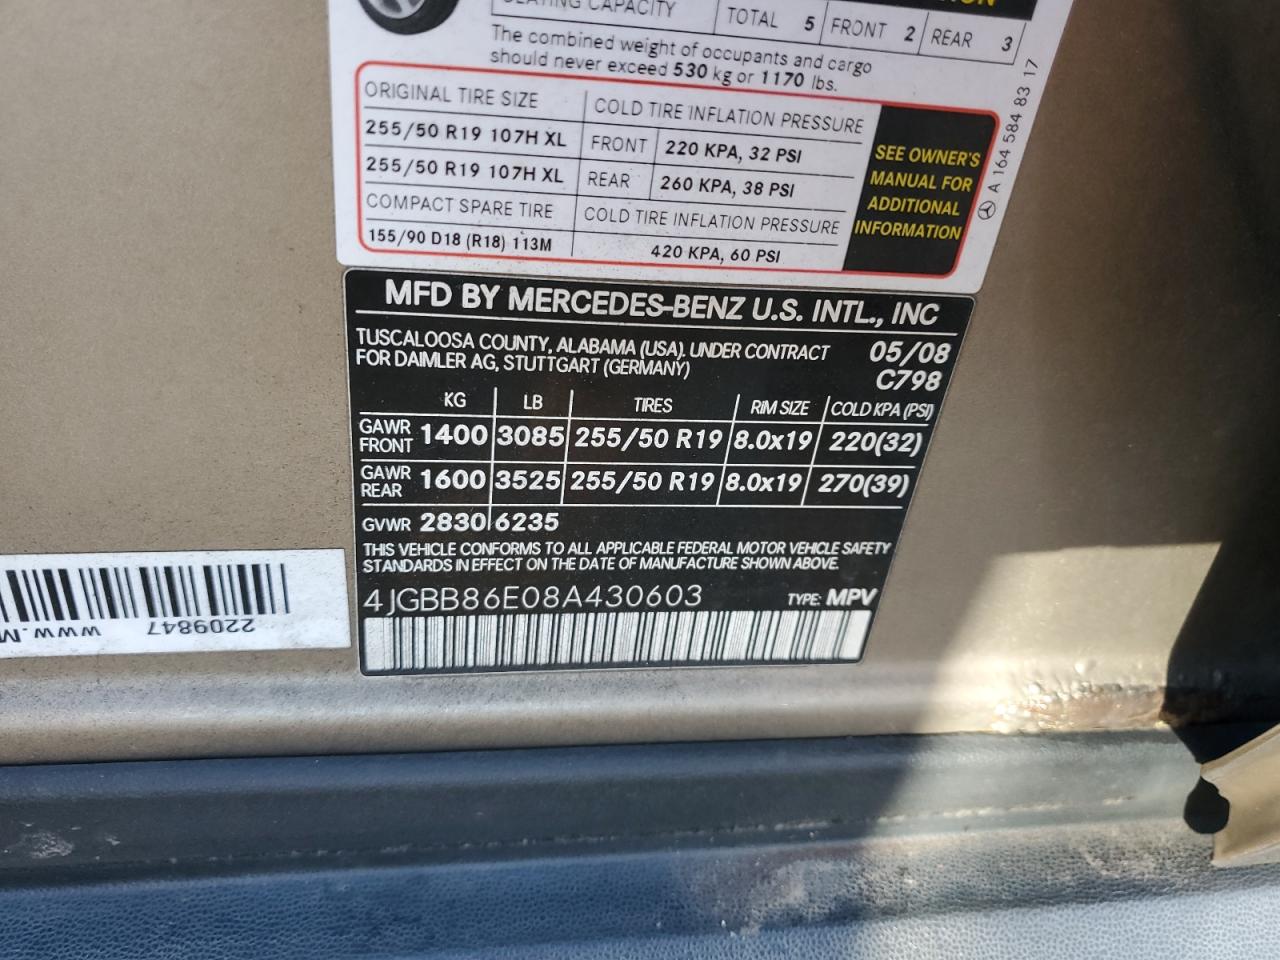 SEATING CAPACITY TOTAL 5 FRONT 2 REAR 3
The combined weight of occupants and cargo
should never exceed 530 kg or 1170 lbs.
ORIGINAL TIRE SIZE COLD TIRE INFLATION PRESSURE
255/50 R19 107H XL FRONT 220 KPA, 32 PSI
255/50 R19 107H XL REAR 260 KPA, 38 PSI
COMPACT SPARE TIRE COLD TIRE INFLATION PRESSURE
155/90 D18 (R18) 113M 420 KPA, 60 PSI
SEE OWNER'S
MANUAL FOR
ADDITIONAL
INFORMATION
A 164 584 83 17
MFD BY MERCEDES-BENZ U.S. INTL., INC
TUSCALOOSA COUNTY, ALABAMA (USA). UNDER CONTRACT 05/08
FOR DAIMLER AG, STUTTGART (GERMANY) C798
KG LB TIRES RIM SIZE COLD KPA (PSI)
GAWR FRONT 1400 3085 255/50 R19 8.0x19 220(32)
GAWR REAR 1600 3525 255/50 R19 8.0x19 270(39)
GVWR 2830 6235
THIS VEHICLE CONFORMS TO ALL APPLICABLE FEDERAL MOTOR VEHICLE SAFETY
STANDARDS IN EFFECT ON THE DATE OF MANUFACTURE SHOWN ABOVE.
4JGBB86E08A430603 TYPE: MPV
2209847
www.M